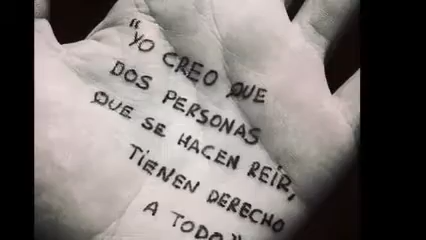 "YO CREO QUE
DOS PERSONAS
QUE SE HACEN REÍR,
TIENEN DERECHO
A TODO"